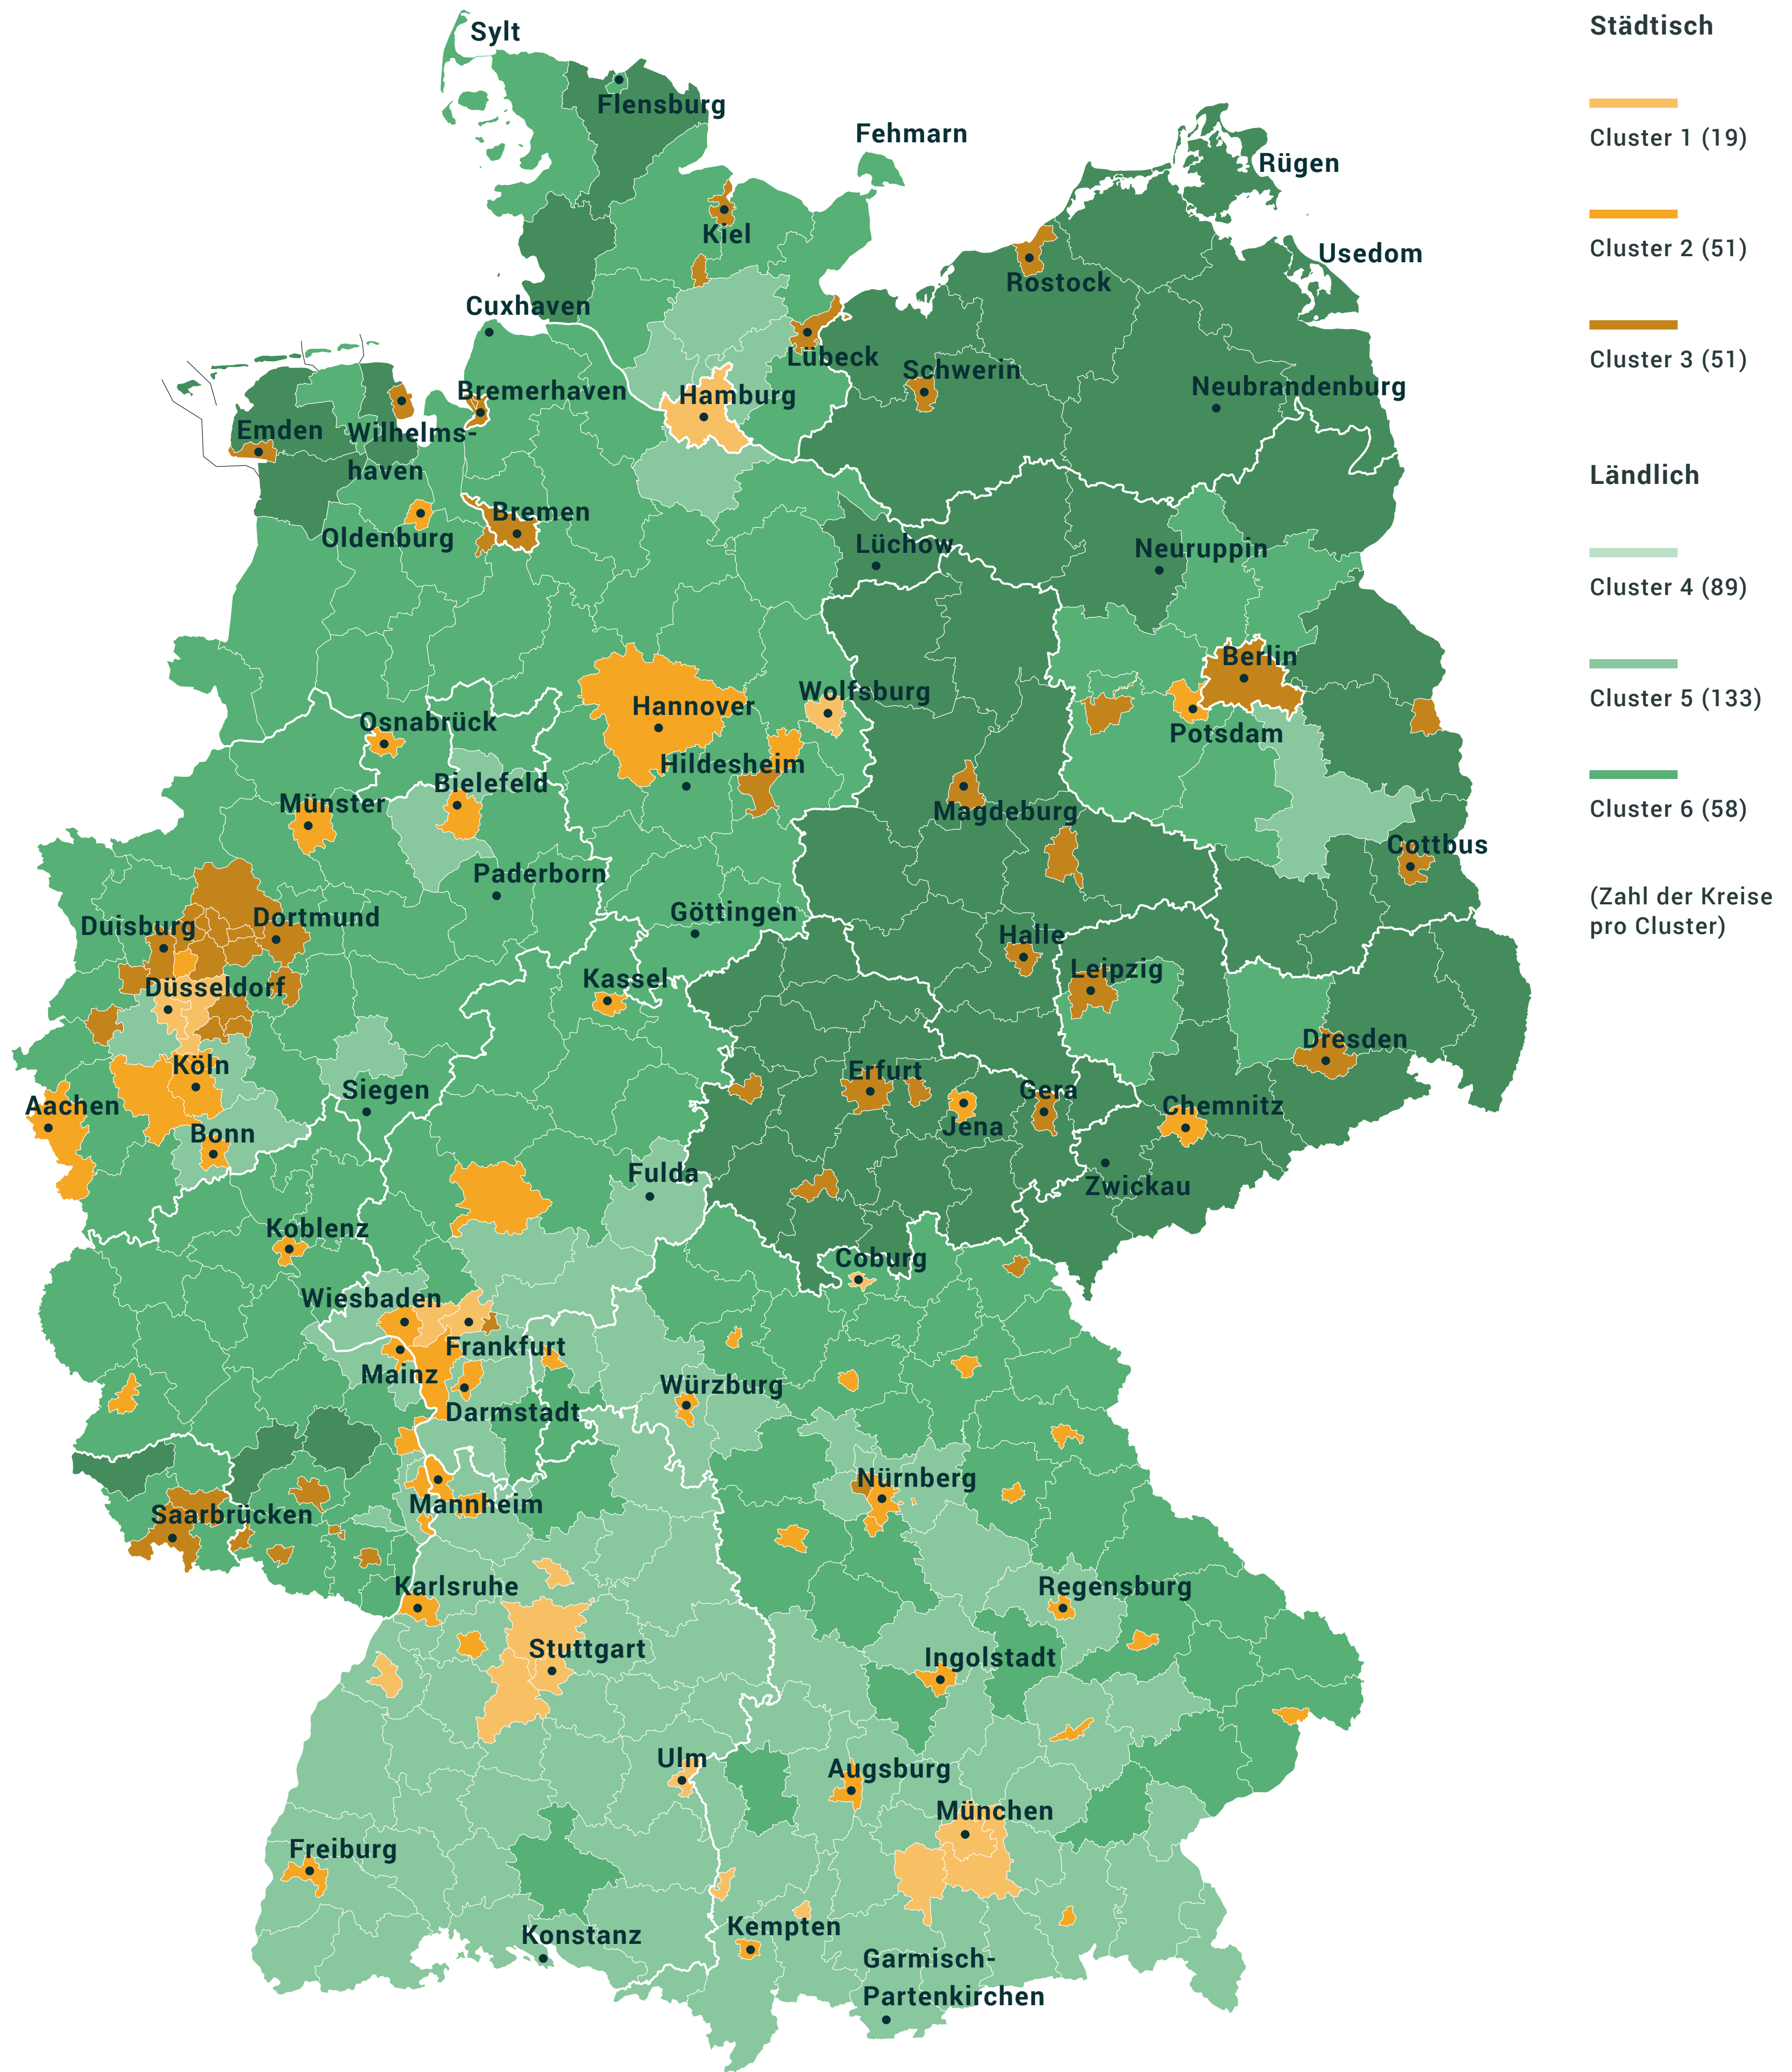 Sylt
Städtisch
Flensburg
Cluster 1 (19)
Fehmarn
Rügen
Kiel
Cluster 2 (51)
Usedom
Rostock
Cuxhaven
Lübeck
Cluster 3 (51)
Schwerin
Bremerhaven
Hamburg
Neubrandenburg
Emden
Wilhelms-
haven
Ländlich
Bremen
Oldenburg
Lüchow
Neuruppin
Cluster 4 (89)
Berlin
Wolfsburg
Hannover
Cluster 5 (133)
Osnabrück
Potsdam
Hildesheim
Bielefeld
Münster
Magdeburg
Cluster 6 (58)
Cottbus
Paderborn
(Zahl der Kreise
pro Cluster)
Göttingen
Dortmund
Duisburg
Halle
Leipzig
Kassel
Düsseldorf
Dresden
Köln
Erfurt
Siegen
Gera
Aachen
Chemnitz
Jena
Bonn
Fulda
Zwickau
Koblenz
Coburg
Wiesbaden
Frankfurt
Mainz
Würzburg
Darmstadt
Nürnberg
Mannheim
Saarbrücken
Karlsruhe
Regensburg
Stuttgart
Ingolstadt
Ulm
Augsburg
München
Freiburg
Kempten
Konstanz
Garmisch-
Partenkirchen